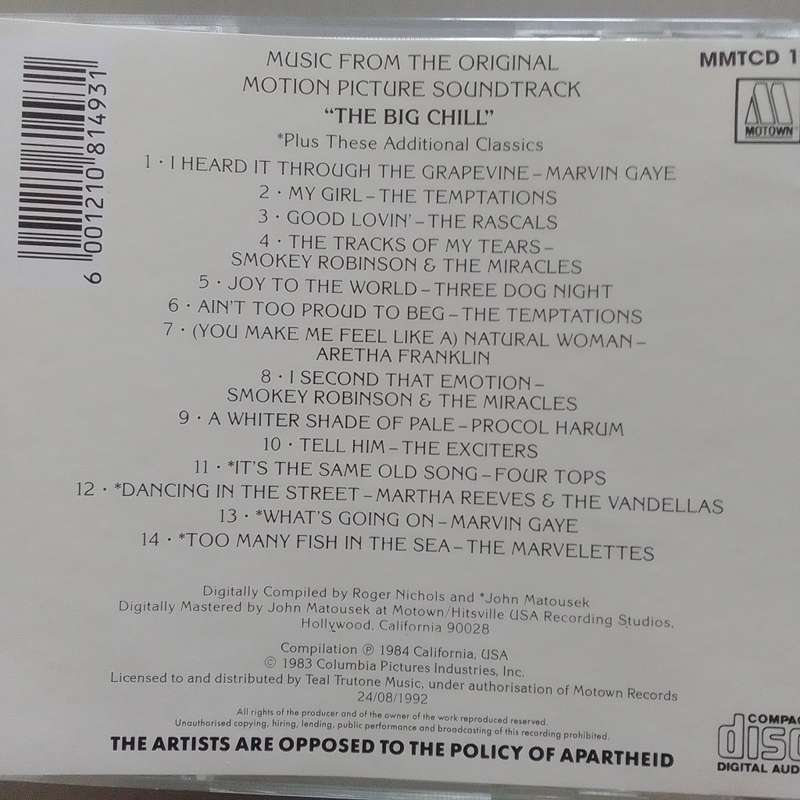 MUSIC FROM THE ORIGINAL
MOTION PICTURE SOUNDTRACK
"THE BIG CHILL"
*Plus These Additional Classics
1 · I HEARD IT THROUGH THE GRAPEVINE – MARVIN GAYE
2 · MY GIRL – THE TEMPTATIONS
3 · GOOD LOVIN' – THE RASCALS
4 · THE TRACKS OF MY TEARS –
SMOKEY ROBINSON & THE MIRACLES
5 · JOY TO THE WORLD – THREE DOG NIGHT
6 · AIN'T TOO PROUD TO BEG – THE TEMPTATIONS
7 · (YOU MAKE ME FEEL LIKE A) NATURAL WOMAN –
ARETHA FRANKLIN
8 · I SECOND THAT EMOTION –
SMOKEY ROBINSON & THE MIRACLES
9 · A WHITER SHADE OF PALE – PROCOL HARUM
10 · TELL HIM – THE EXCITERS
11 · *IT'S THE SAME OLD SONG – FOUR TOPS
12 · *DANCING IN THE STREET – MARTHA REEVES & THE VANDELLAS
13 · *WHAT'S GOING ON – MARVIN GAYE
14 · *TOO MANY FISH IN THE SEA – THE MARVELETTES
Digitally Compiled by Roger Nichols and *John Matousek
Digitally Mastered by John Matousek at Motown/Hitsville USA Recording Studios,
Hollywood, California 90028
Compilation ℗ 1984 California, USA
© 1983 Columbia Pictures Industries, Inc.
Licensed to and distributed by Teal Trutone Music, under authorisation of Motown Records
24/08/1992
All rights of the producer and of the owner of the work reproduced reserved.
Unauthorised copying, hiring, lending, public performance and broadcasting of this recording prohibited.
THE ARTISTS ARE OPPOSED TO THE POLICY OF APARTHEID
6 001210 814931
MMTCD 1
M
MOTOWN
COMPAC
disc
DIGITAL AUD